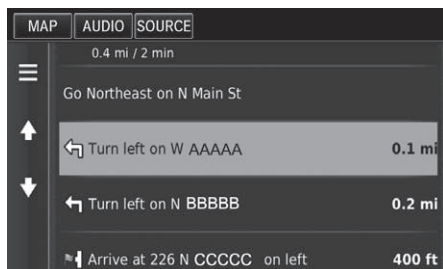 MAP AUDIO SOURCE
0.4 mi / 2 min
Go Northeast on N Main St
Turn left on W AAAAA 0.1 mi
Turn left on N BBBBB 0.2 mi
Arrive at 226 N CCCCC on left 400 ft